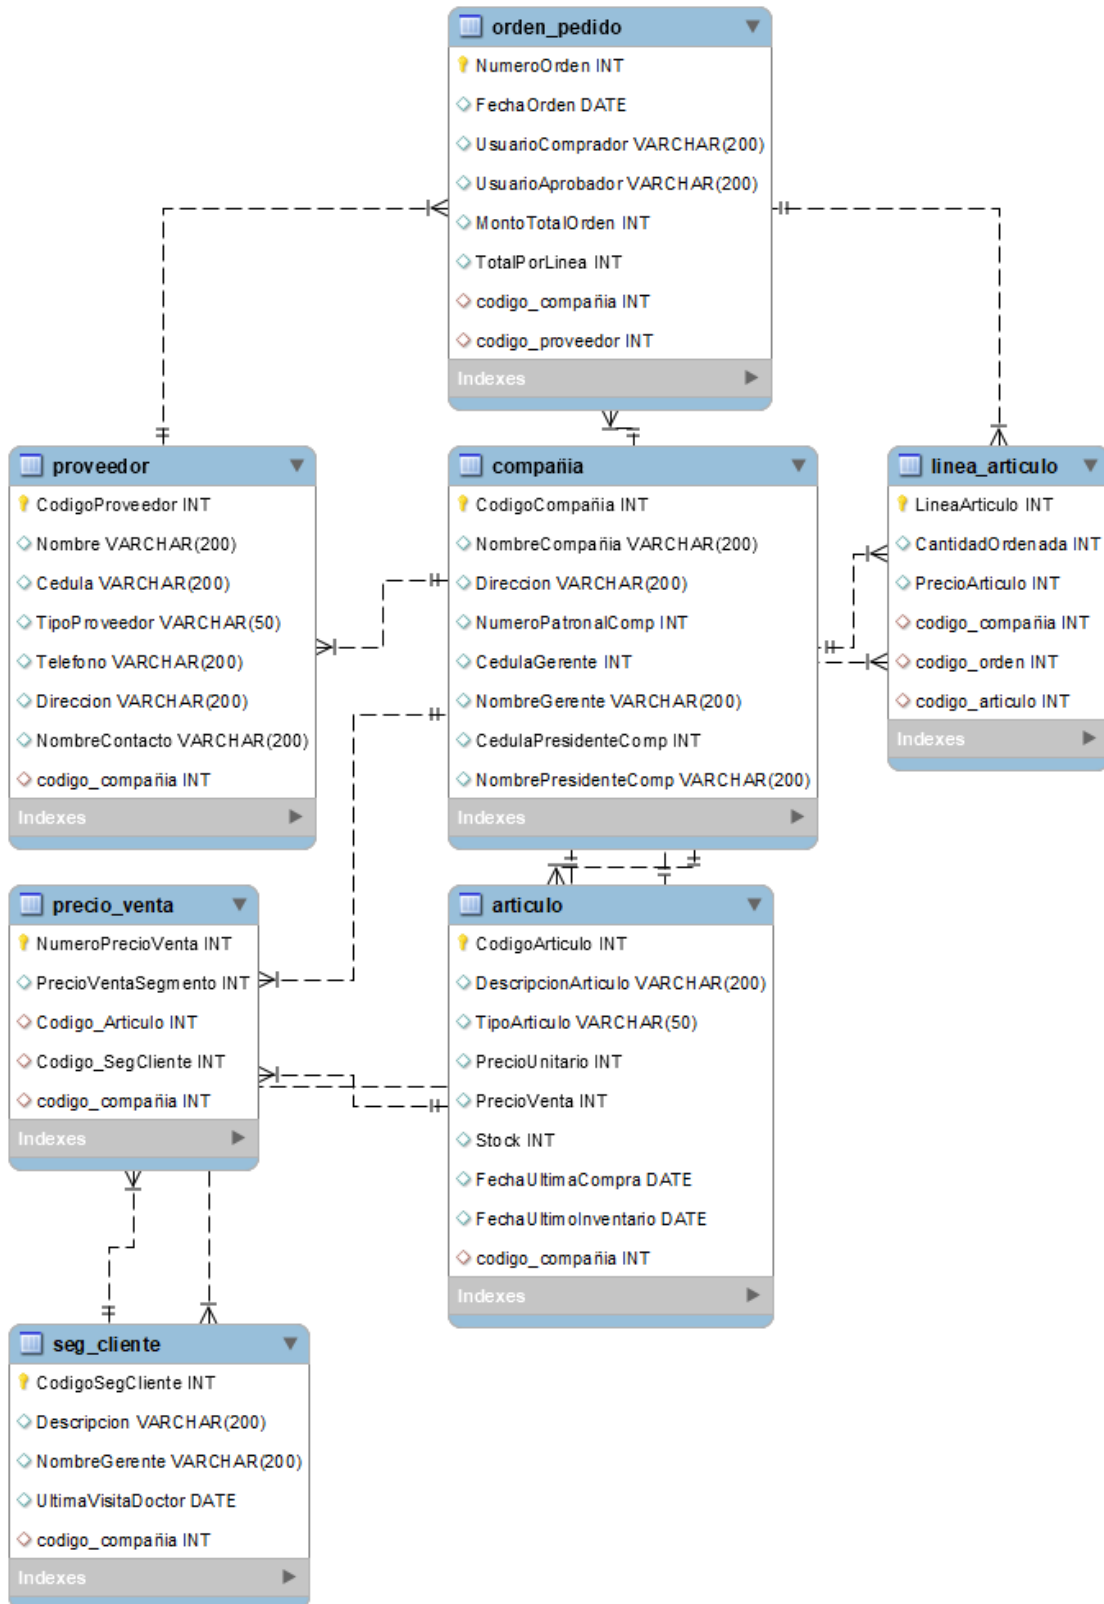 orden_pedido
NumeroOrden INT
FechaOrden DATE
UsuarioComprador VARCHAR(200)
UsuarioAprobador VARCHAR(200)
MontoTotalOrden INT
TotalPorLinea INT
codigo_compañia INT
codigo_proveedor INT
Indexes
proveedor
CodigoProveedor INT
Nombre VARCHAR(200)
Cedula VARCHAR(200)
TipoProveedor VARCHAR(50)
Telefono VARCHAR(200)
Direccion VARCHAR(200)
NombreContacto VARCHAR(200)
codigo_compañia INT
Indexes
compañia
CodigoCompañia INT
NombreCompañia VARCHAR(200)
Direccion VARCHAR(200)
NumeroPatronalComp INT
CedulaGerente INT
NombreGerente VARCHAR(200)
CedulaPresidenteComp INT
NombrePresidenteComp VARCHAR(200)
Indexes
linea_articulo
LineaArticulo INT
CantidadOrdenada INT
PrecioArticulo INT
codigo_compañia INT
codigo_orden INT
codigo_articulo INT
Indexes
precio_venta
NumeroPrecioVenta INT
PrecioVentaSegmento INT
Codigo_Articulo INT
Codigo_SegCliente INT
codigo_compañia INT
Indexes
articulo
CodigoArticulo INT
DescripcionArticulo VARCHAR(200)
TipoArticulo VARCHAR(50)
PrecioUnitario INT
PrecioVenta INT
Stock INT
FechaUltimaCompra DATE
FechaUltimoInventario DATE
codigo_compañia INT
Indexes
seg_cliente
CodigoSegCliente INT
Descripcion VARCHAR(200)
NombreGerente VARCHAR(200)
UltimaVisitaDoctor DATE
codigo_compañia INT
Indexes